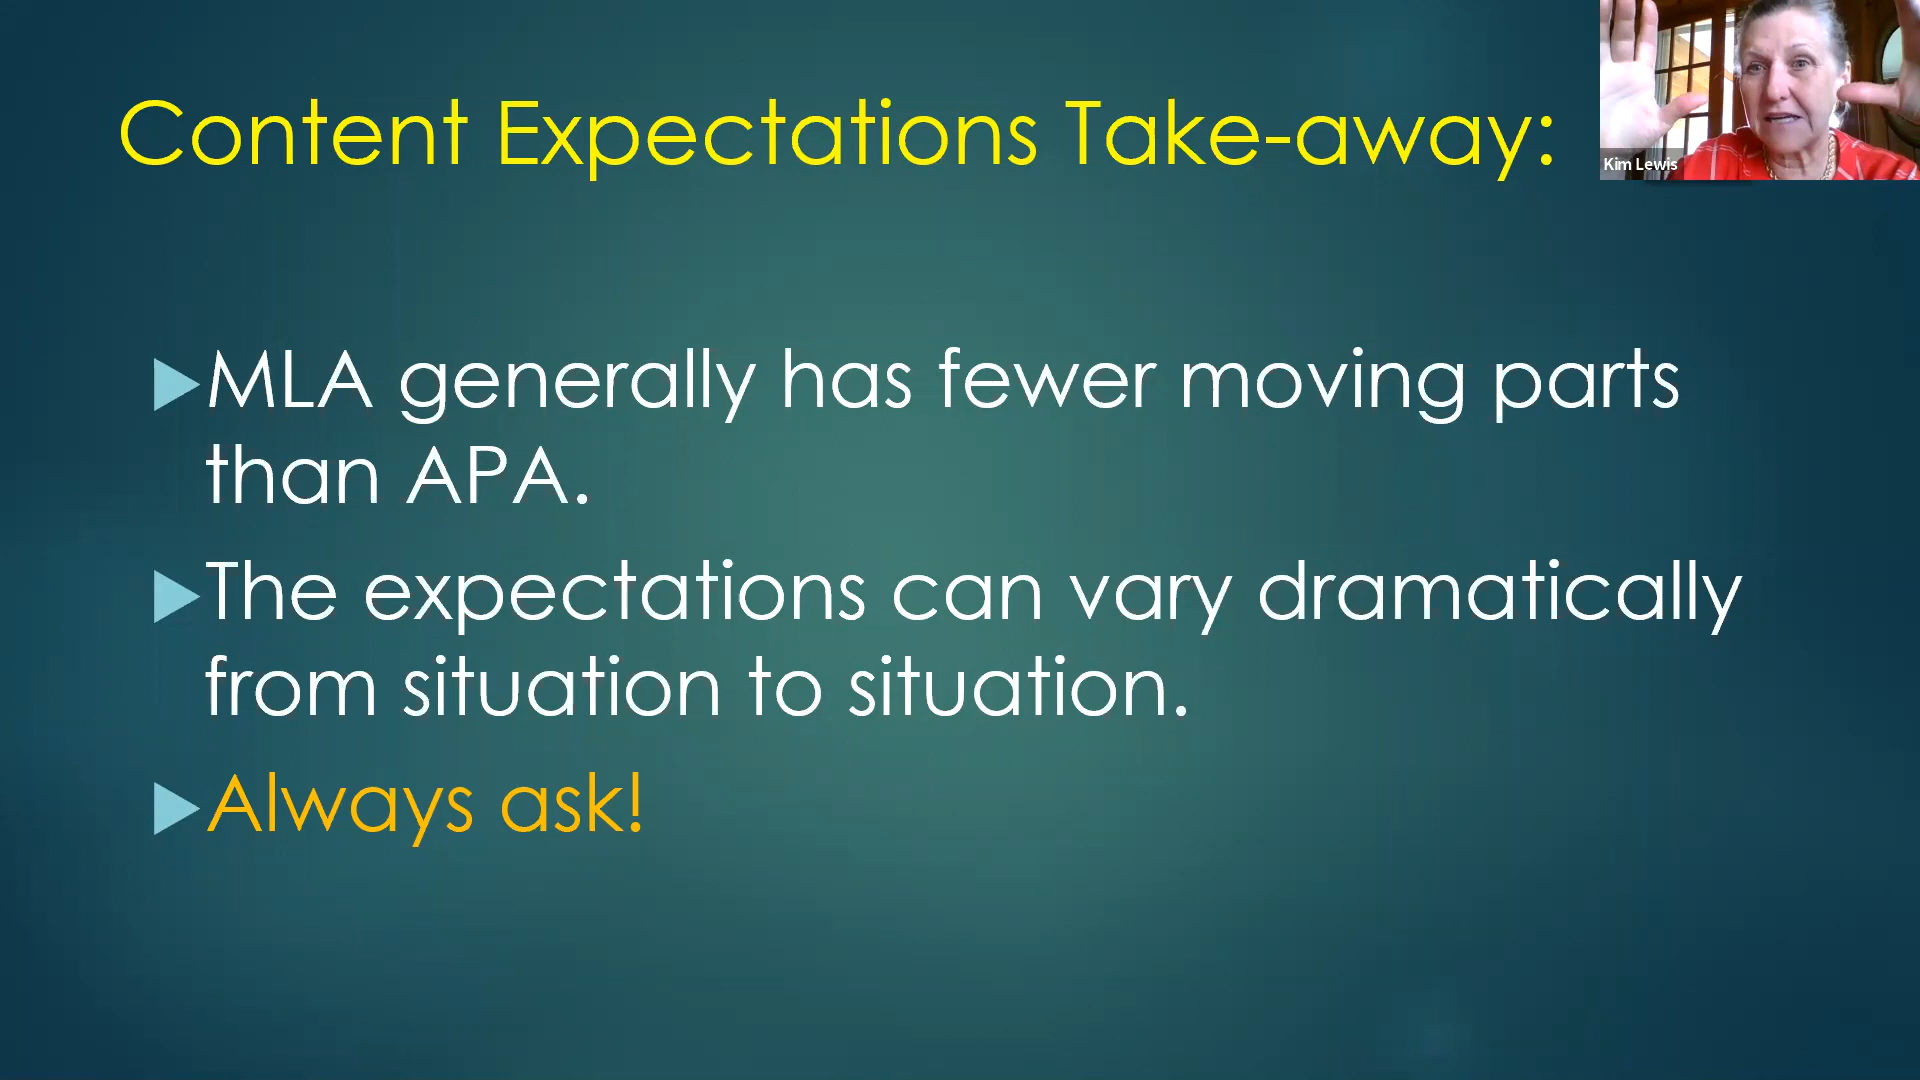 Content Expectations Take-away:
Kim Lewis
MLA generally has fewer moving parts
than APA.
The expectations can vary dramatically
from situation to situation.
Always ask!